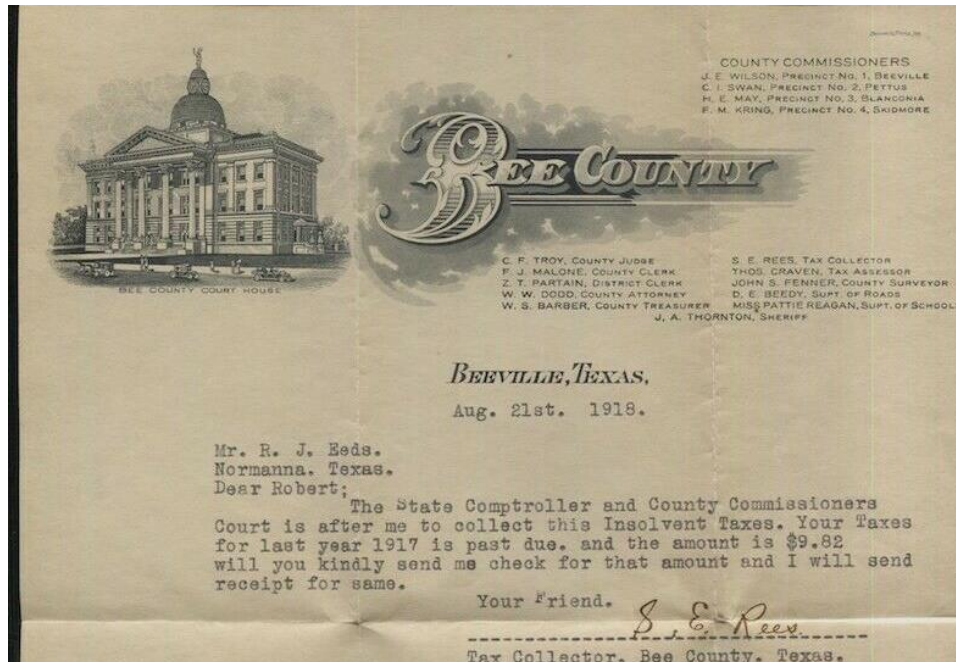 COUNTY COMMISSIONERS
J. E. WILSON, PRECINCT NO. 1, BEEVILLE
C. I. SWAN, PRECINCT NO. 2, PETTUS
H. E. MAY, PRECINCT NO. 3, BLANCONIA
F. M. KRING, PRECINCT NO. 4, SKIDMORE
BEE COUNTY
BEE COUNTY COURT HOUSE
C. F. TROY, COUNTY JUDGE
F. J. MALONE, COUNTY CLERK
Z. T. PARTAIN, DISTRICT CLERK
W. W. DODD, COUNTY ATTORNEY
W. S. BARBER, COUNTY TREASURER
S. E. REES, TAX COLLECTOR
THOS. CRAVEN, TAX ASSESSOR
JOHN S. FENNER, COUNTY SURVEYOR
D. E. BEEDY, SUPT. OF ROADS
MISS PATTIE REAGAN, SUPT. OF SCHOOL
J. A. THORNTON, SHERIFF
BEEVILLE, TEXAS,
Aug. 21st. 1918.
Mr. R. J. Eeds.
Normanna. Texas.
Dear Robert;
The State Comptroller and County Commissioners
Court is after me to collect this Insolvent Taxes. Your Taxes
for last year 1917 is past due. and the amount is $9.82
will you kindly send me check for that amount and I will send
receipt for same.
Your Friend.
S. E. Rees
Tax Collector. Bee County. Texas.